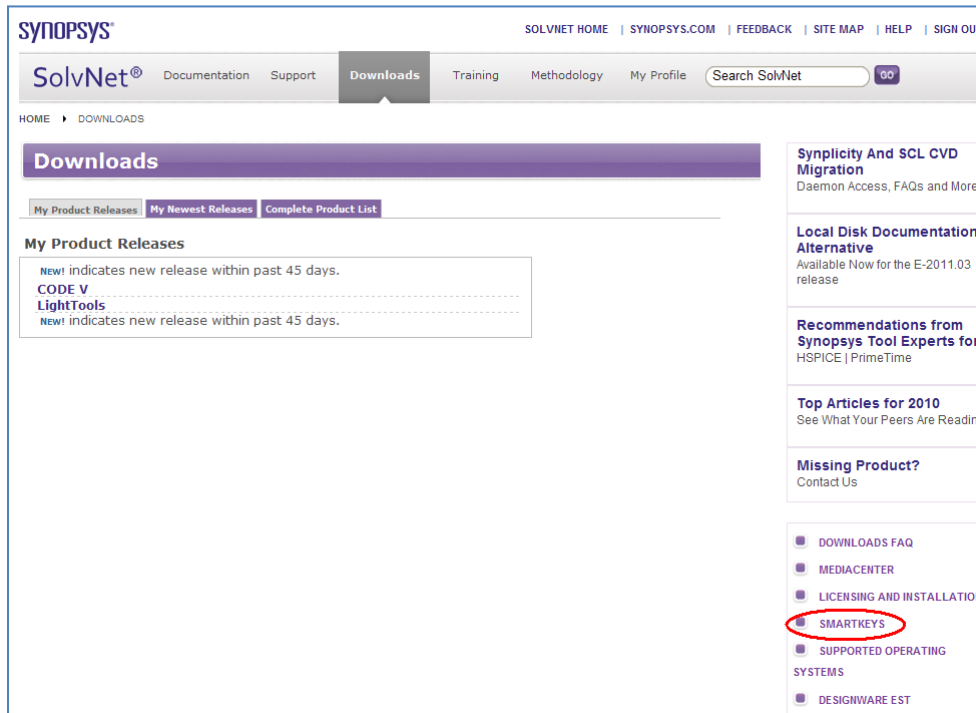 SYNOPSYS®
SOLVNET HOME | SYNOPSYS.COM | FEEDBACK | SITE MAP | HELP | SIGN OU
SolvNet® Documentation Support Downloads Training Methodology My Profile Search SolvNet GO
HOME DOWNLOADS
Downloads
My Product Releases My Newest Releases Complete Product List
My Product Releases
NEW! indicates new release within past 45 days.
CODE V
LightTools
NEW! indicates new release within past 45 days.
Synplicity And SCL CVD
Migration
Daemon Access, FAQs and More
Local Disk Documentation
Alternative
Available Now for the E-2011.03
release
Recommendations from
Synopsys Tool Experts for
HSPICE | PrimeTime
Top Articles for 2010
See What Your Peers Are Readin
Missing Product?
Contact Us
DOWNLOADS FAQ
MEDIACENTER
LICENSING AND INSTALLATION
SMARTKEYS
SUPPORTED OPERATING
SYSTEMS
DESIGNWARE EST